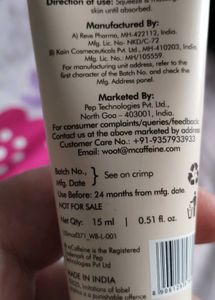 Direction of use: Squeeze & massage
skin until absorbed.
Manufactured By:
A) Reve Pharma, MH-422112, India.
Mfg. Lic. No- NKD/C-72
B) Kain Cosmeceuticals Pvt. Ltd., MH-410203, India,
Mfg. Lic. No.: MH/105559.
For manufacturing unit address, refer to the
first character of the Batch No. and check the
Mfg. Address panel.
Marketed By:
Pep Technologies Pvt. Ltd.,
North Goa – 403001, India.
For consumer complaints/queries/feedback:
Contact us at the above marketed by address
Customer Care No.: +91-9357933933
Email: woot@mcaffeine.com
Batch No.
Mfg. Date
See on crimp
Use Before: 24 months from mfg. date.
NOT FOR SALE
Net Qty.: 15 ml | 0.51 fl. oz.
mCaffeine is the Registered
Trademark of Pep
Technologies Pvt Ltd
MADE IN INDIA
imitations of label
a punishable offence